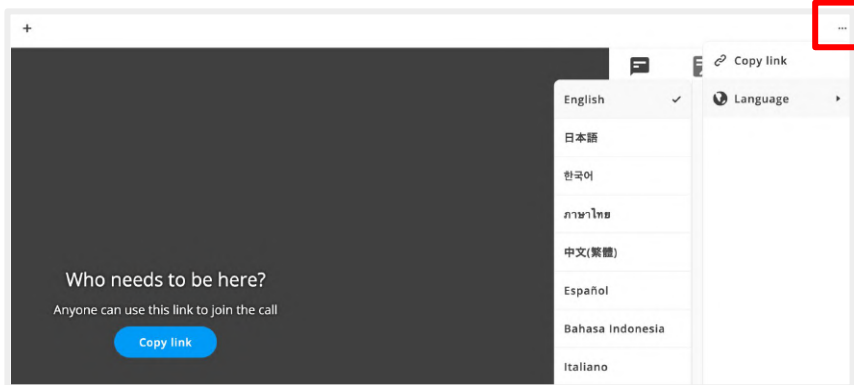 +
...
Copy link
Language
English
日本語
한국어
ภาษาไทย
中文(繁體)
Español
Bahasa Indonesia
Italiano
Who needs to be here?
Anyone can use this link to join the call
Copy link